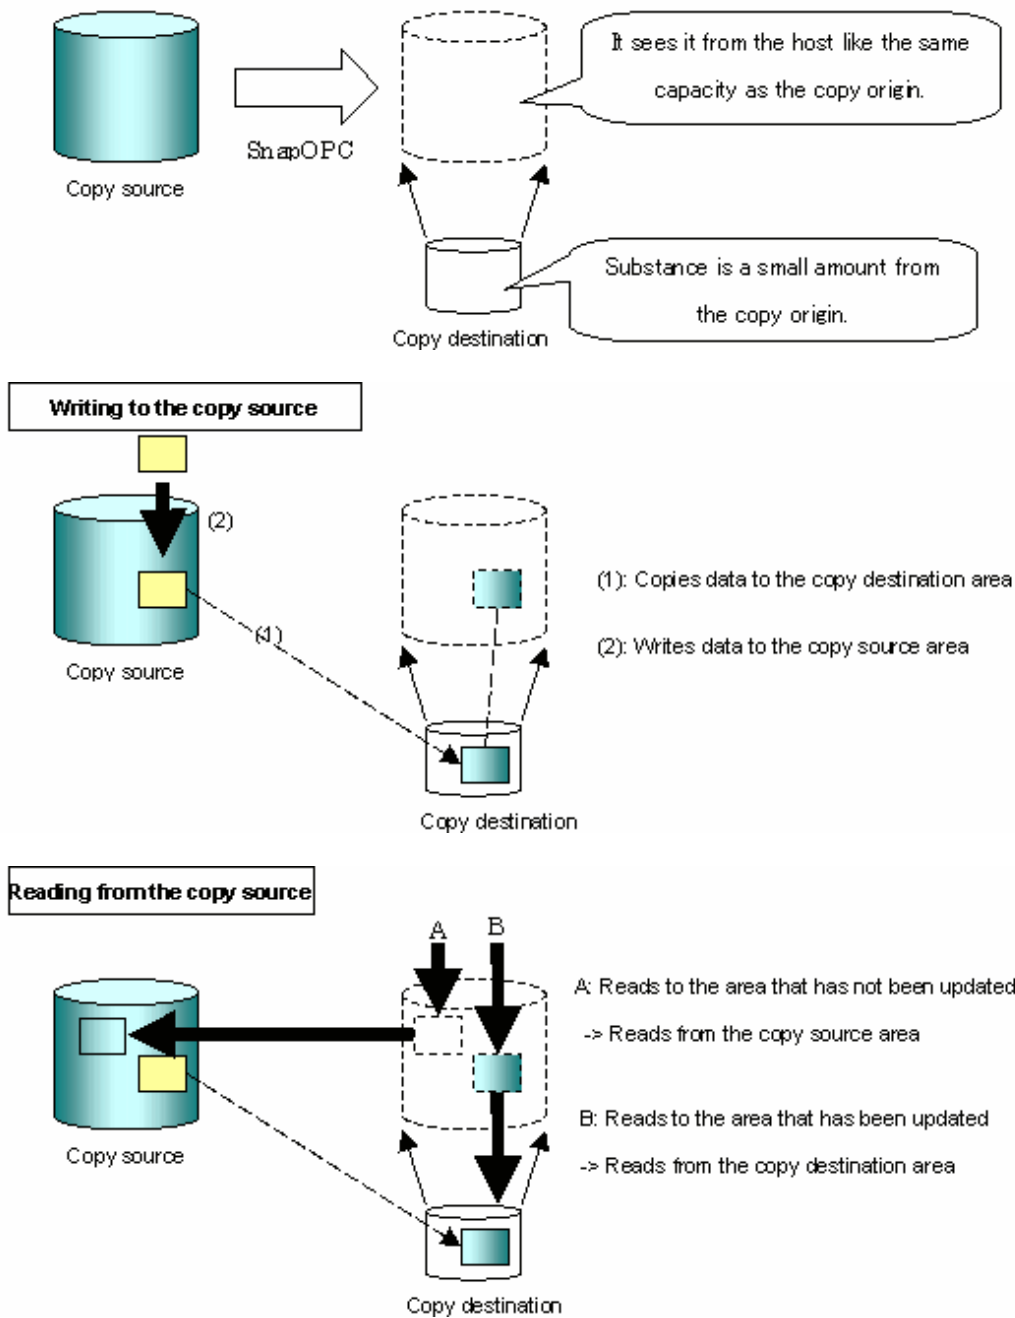 It sees it from the host like the same
capacity as the copy origin.
SnapOPC
Copy source
Substance is a small amount from
the copy origin.
Copy destination
Writing to the copy source
(2)
(1): Copies data to the copy destination area
(1)
(2): Writes data to the copy source area
Copy source
Copy destination
Reading from the copy source
A
B
A: Reads to the area that has not been updated
-> Reads from the copy source area
B: Reads to the area that has been updated
Copy source
-> Reads from the copy destination area
Copy destination